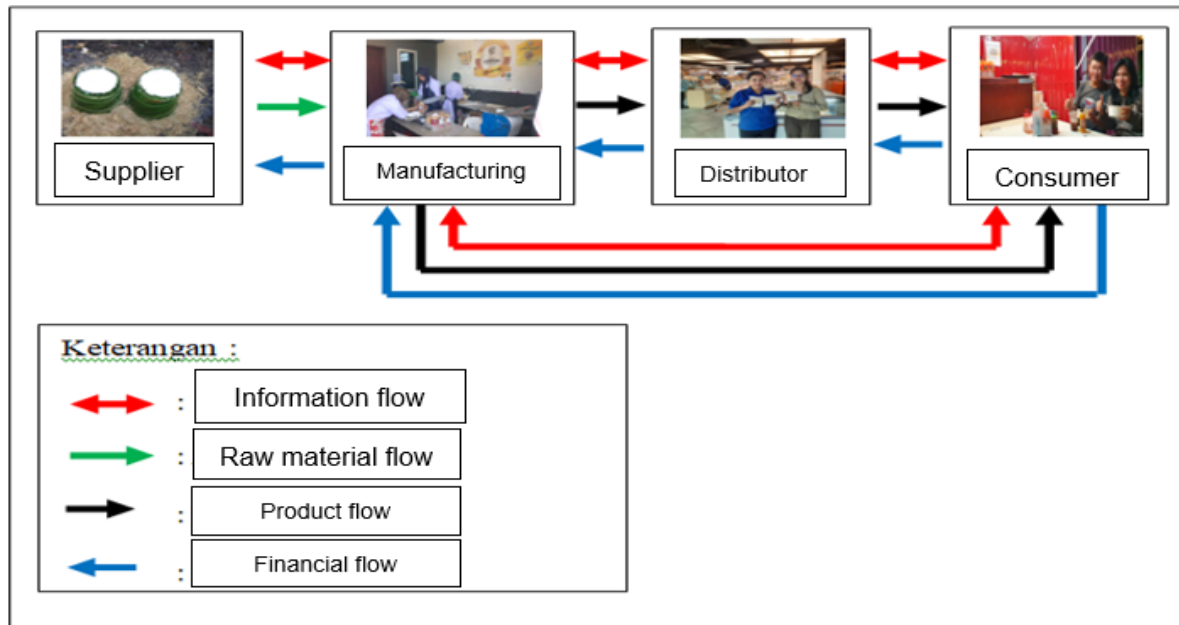 Supplier
Manufacturing
Distributor
Consumer
Keterangan :
: Information flow
: Raw material flow
: Product flow
: Financial flow